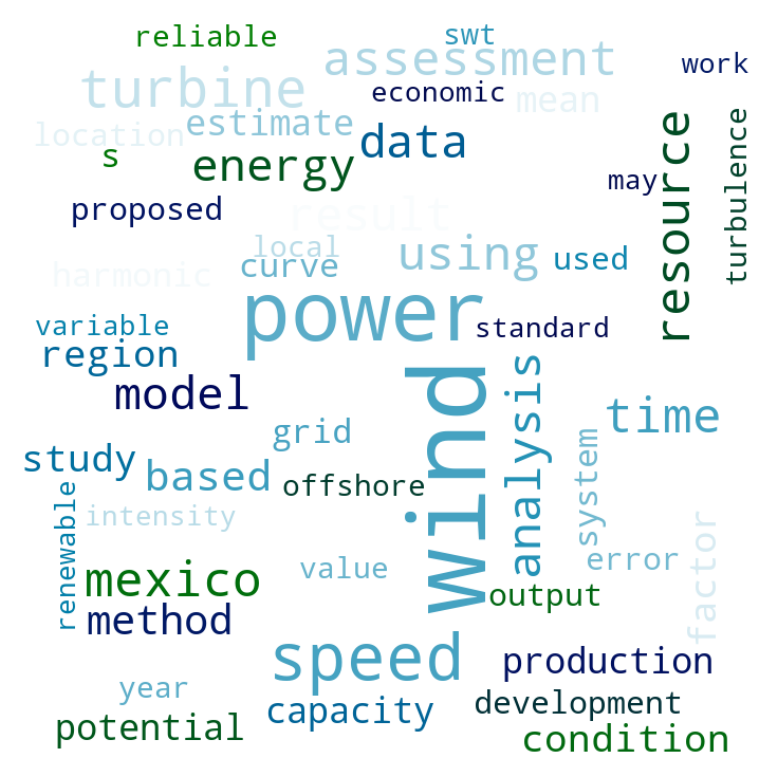 reliable
swt
assessment
work
turbine
economic
mean
location
estimate
data
s
energy
resource
turbulence
may
proposed
result
local
using
used
harmonic
curve
power
variable
standard
region
model
wind
analysis
time
grid
study
based
offshore
system
renewable
intensity
value
error
factor
mexico
output
method
speed
production
year
capacity
development
potential
condition